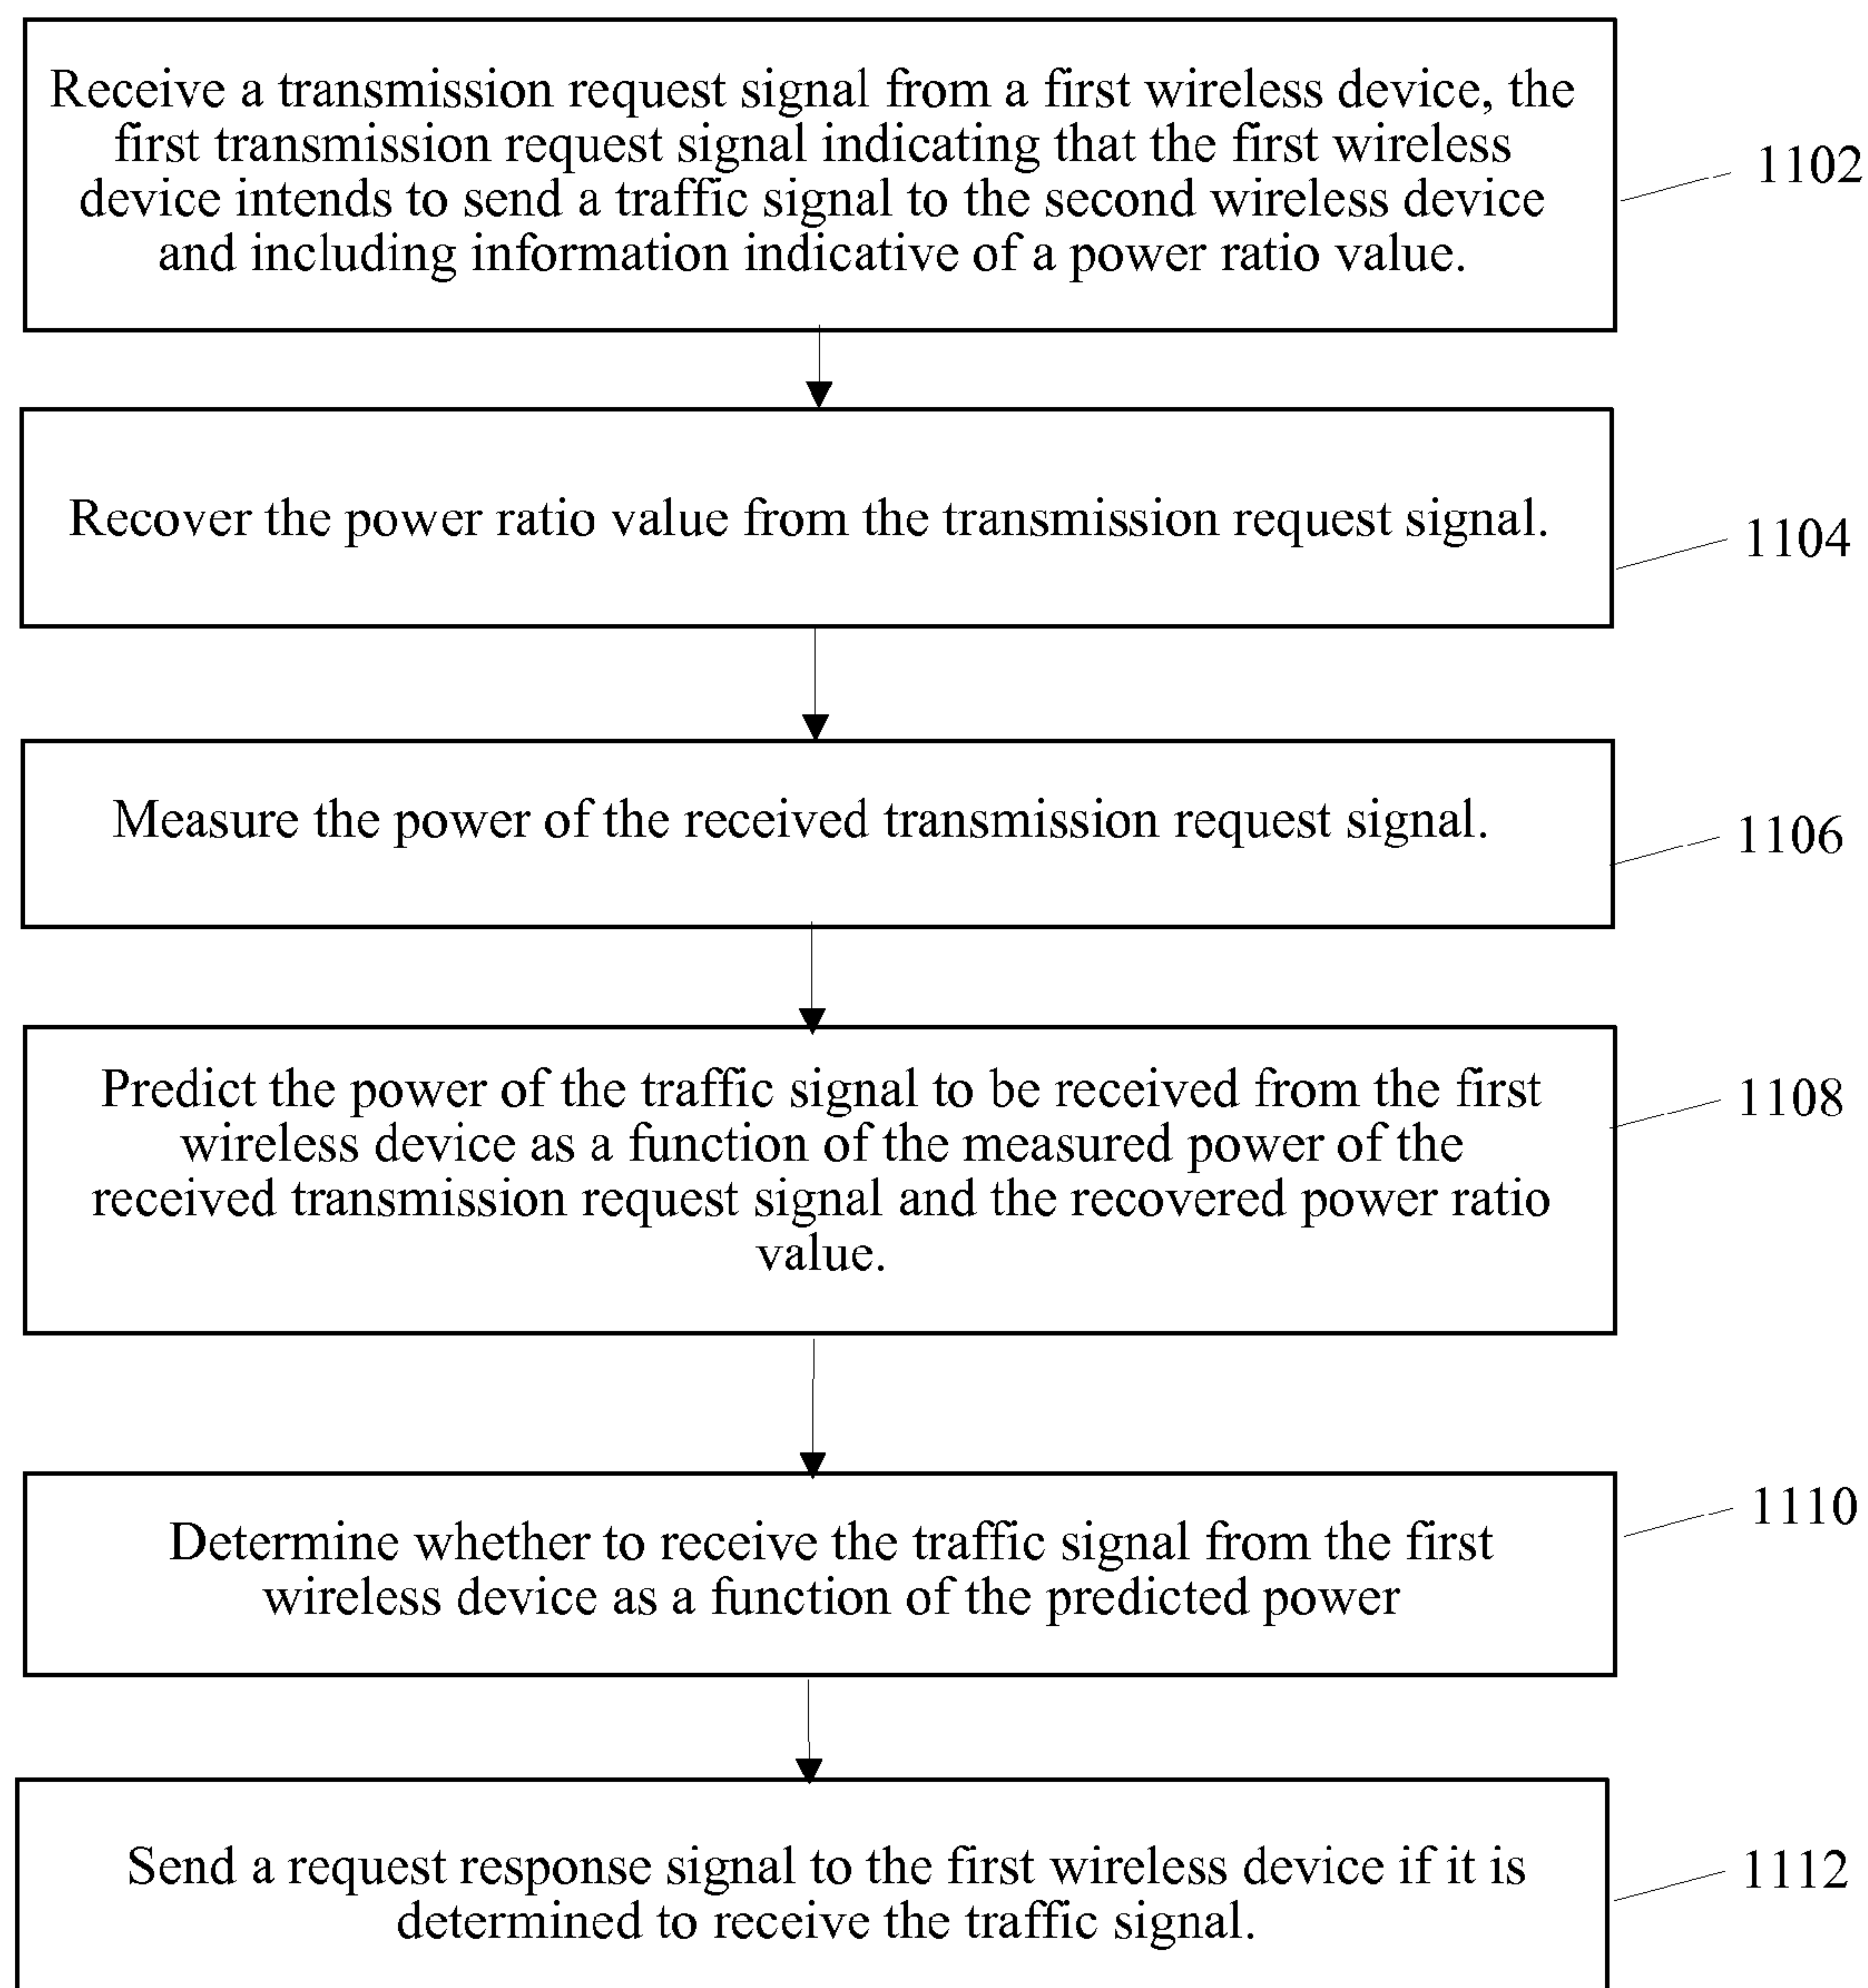 Receive a transmission request signal from a first wireless device, the
first transmission request signal indicating that the first wireless
device intends to send a traffic signal to the second wireless device
and including information indicative of a power ratio value.
1102
Recover the power ratio value from the transmission request signal.
1104
Measure the power of the received transmission request signal.
1106
Predict the power of the traffic signal to be received from the first
wireless device as a function of the measured power of the
received transmission request signal and the recovered power ratio
value.
1108
Determine whether to receive the traffic signal from the first
wireless device as a function of the predicted power
1110
Send a request response signal to the first wireless device if it is
determined to receive the traffic signal.
1112